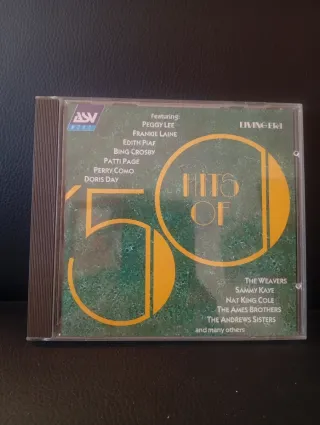 ASV
MONO
Featuring:
PEGGY LEE
FRANKIE LAINE
EDITH PIAF
BING CROSBY
PATTI PAGE
PERRY COMO
DORIS DAY
LIVING ERA
HITS
OF
'50
THE WEAVERS
SAMMY KAYE
NAT KING COLE
THE AMES BROTHERS
THE ANDREWS SISTERS
and many others